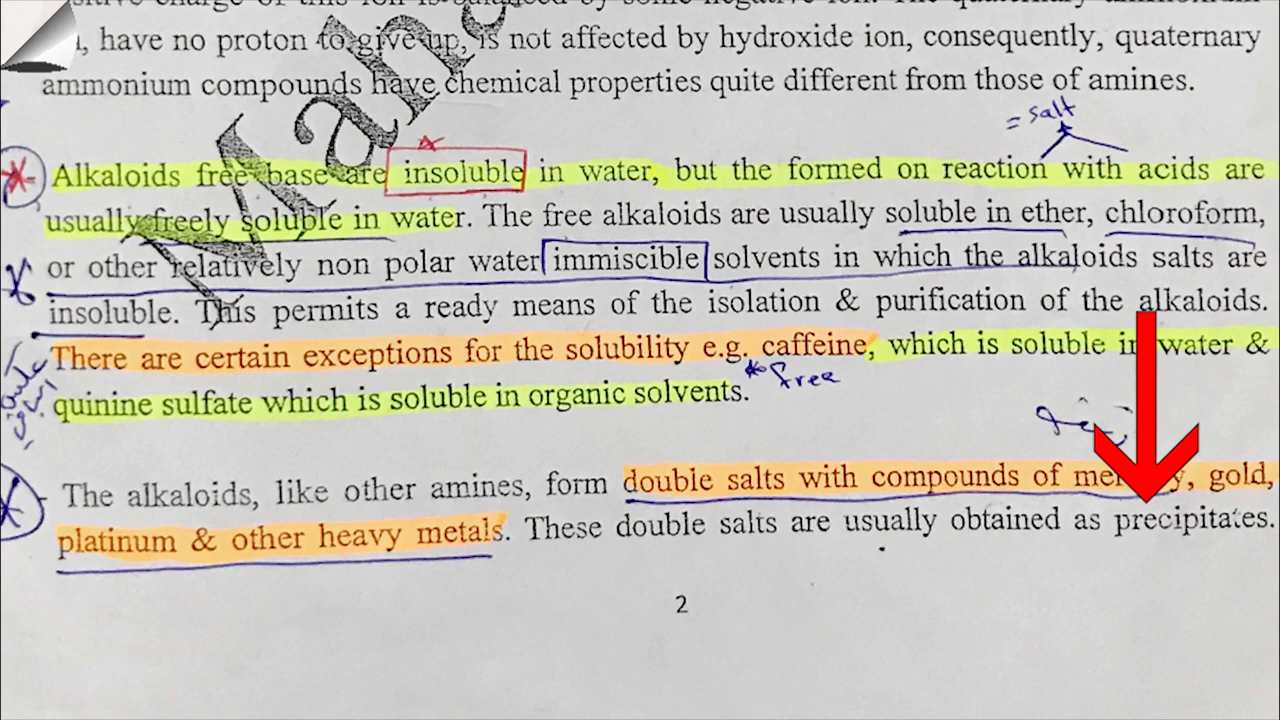 have no proton to give up, is not affected by hydroxide ion, consequently, quaternary
ammonium compounds have chemical properties quite different from those of amines.
= salt
Alkaloids free base are insoluble in water, but the formed on reaction with acids are
usually freely soluble in water. The free alkaloids are usually soluble in ether, chloroform,
or other relatively non polar water immiscible solvents in which the alkaloids salts are
insoluble. This permits a ready means of the isolation & purification of the alkaloids.
There are certain exceptions for the solubility e.g. caffeine, which is soluble in water &
free
quinine sulfate which is soluble in organic solvents.
The alkaloids, like other amines, form double salts with compounds of mercury, gold,
platinum & other heavy metals. These double salts are usually obtained as precipitates.
2